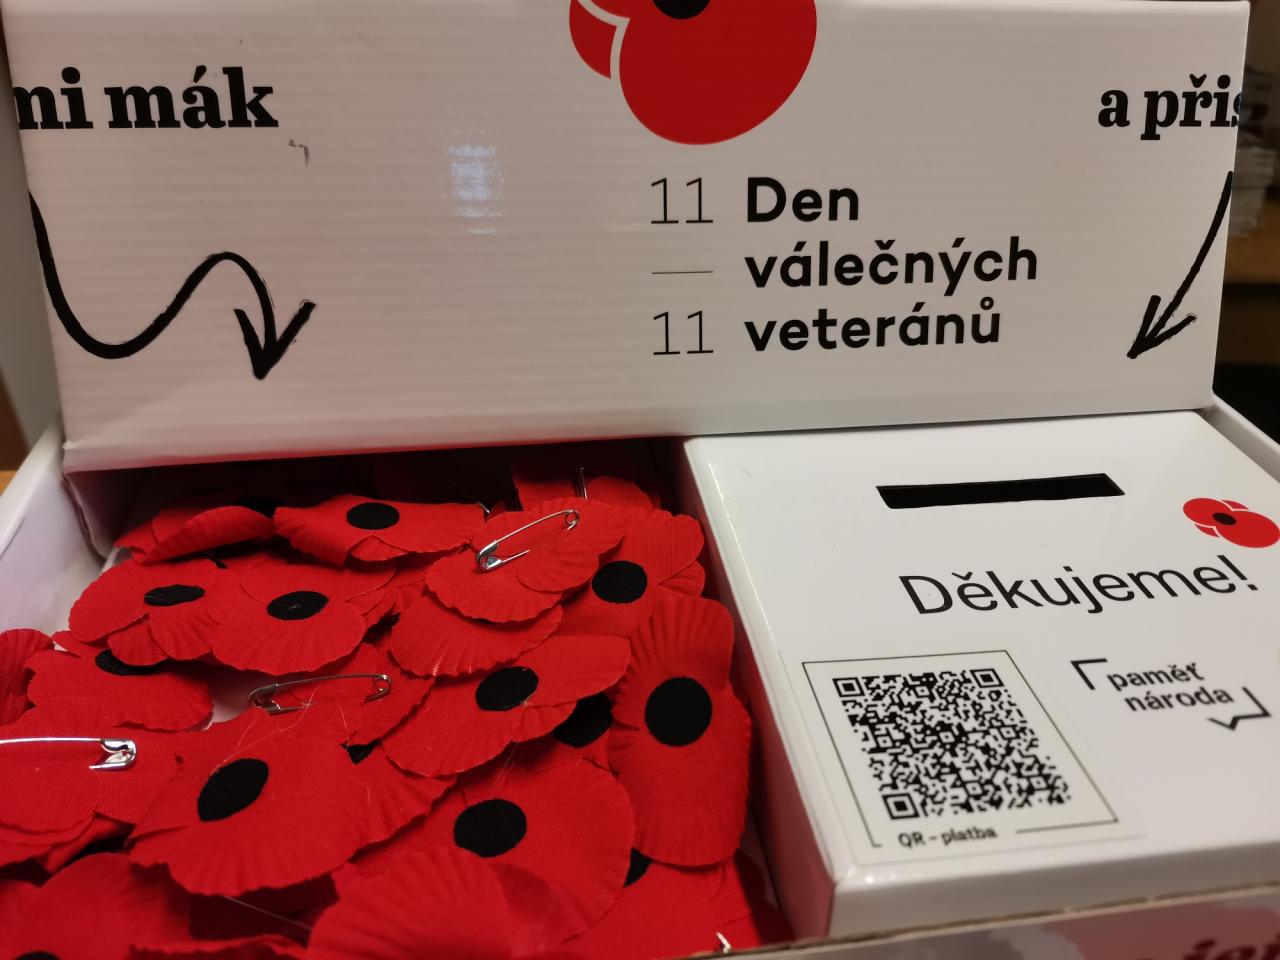 mi mák
a přis
11 Den
válečných
11 veteránů
Děkujeme!
paměť
národa
QR-platba